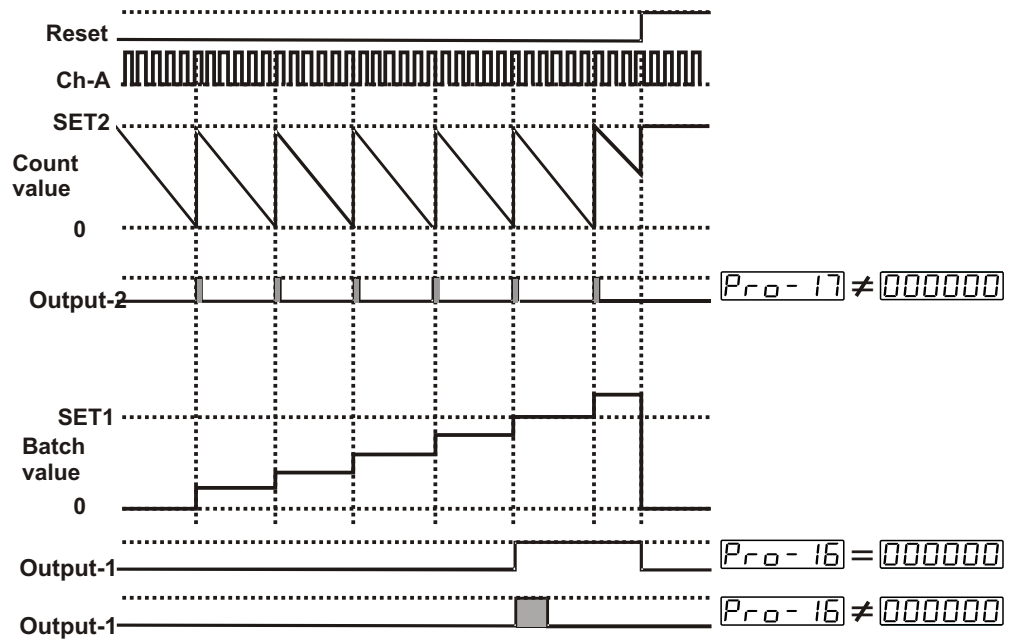 Reset
Ch-A
SET2
Count
value
0
Output-2
Pro-17 ≠ 000000
SET1
Batch
value
0
Output-1
Pro-16 = 000000
Output-1
Pro-16 ≠ 000000